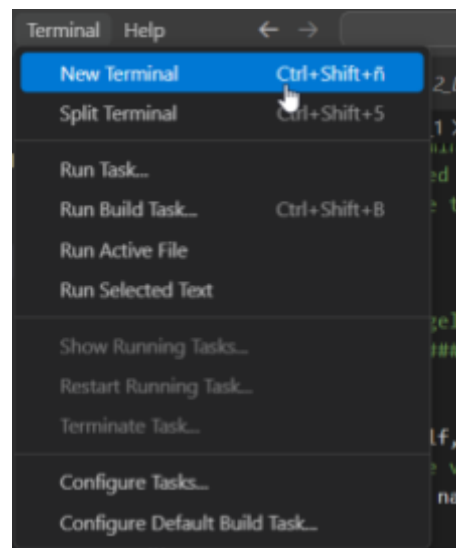 Terminal Help ← →
New Terminal Ctrl+Shift+ñ
Split Terminal Ctrl+Shift+5
Run Task...
Run Build Task... Ctrl+Shift+B
Run Active File
Run Selected Text
Show Running Tasks...
Restart Running Task...
Terminate Task...
Configure Tasks...
Configure Default Build Task...